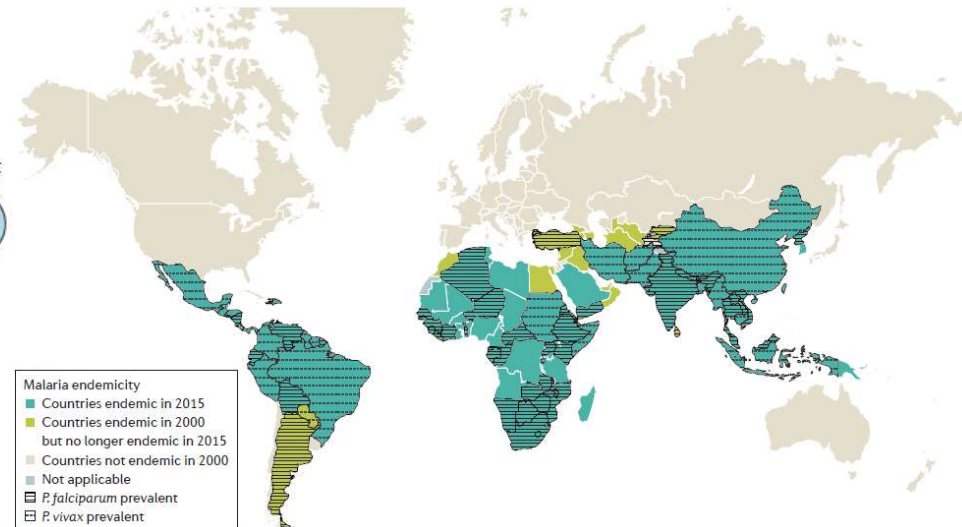 Malaria endemicity
Countries endemic in 2015
Countries endemic in 2000
but no longer endemic in 2015
Countries not endemic in 2000
Not applicable
P. falciparum prevalent
P. vivax prevalent